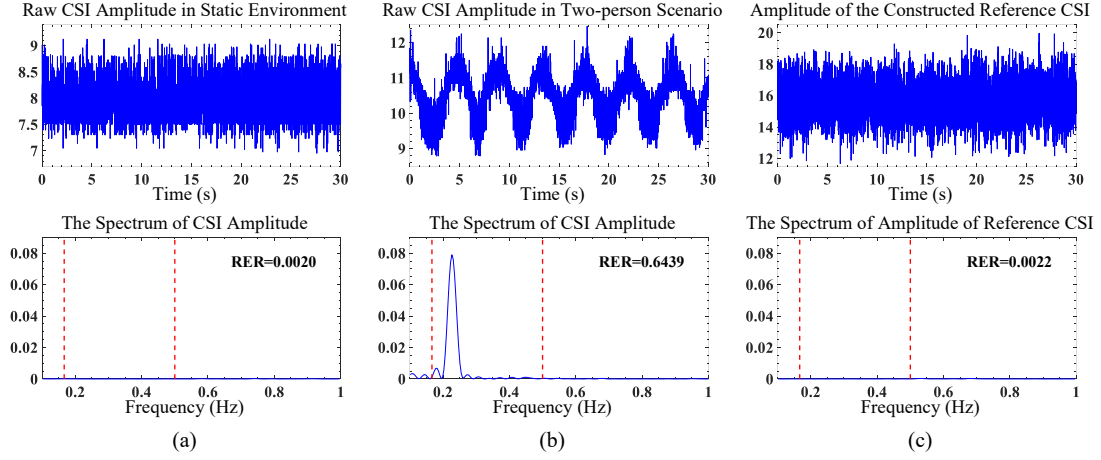 Raw CSI Amplitude in Static Environment
9
8.5
8
7.5
7
0 5 10 15 20 25 30
Time (s)
Raw CSI Amplitude in Two-person Scenario
12
11
10
9
0 5 10 15 20 25 30
Time (s)
Amplitude of the Constructed Reference CSI
20
18
16
14
12
0 5 10 15 20 25 30
Time (s)
The Spectrum of CSI Amplitude
0.08
0.06
0.04
0.02
0
RER=0.0020
0.2 0.4 0.6 0.8 1
Frequency (Hz)
(a)
The Spectrum of CSI Amplitude
0.08
0.06
0.04
0.02
0
RER=0.6439
0.2 0.4 0.6 0.8 1
Frequency (Hz)
(b)
The Spectrum of Amplitude of Reference CSI
0.08
0.06
0.04
0.02
0
RER=0.0022
0.2 0.4 0.6 0.8 1
Frequency (Hz)
(c)